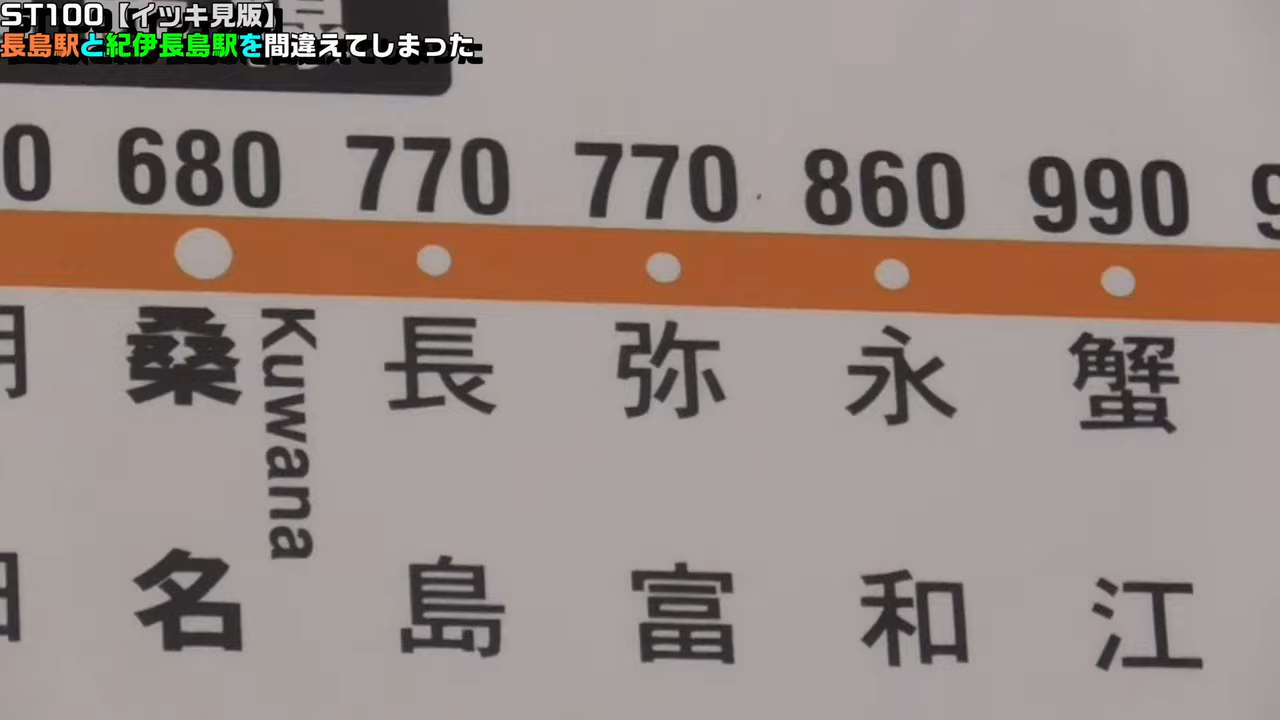 ST100【イッキ見版】
長島駅と紀伊長島駅を間違えてしまった
680 770 770 860 990
桑名 Kuwana
長島
弥富
永和
蟹江